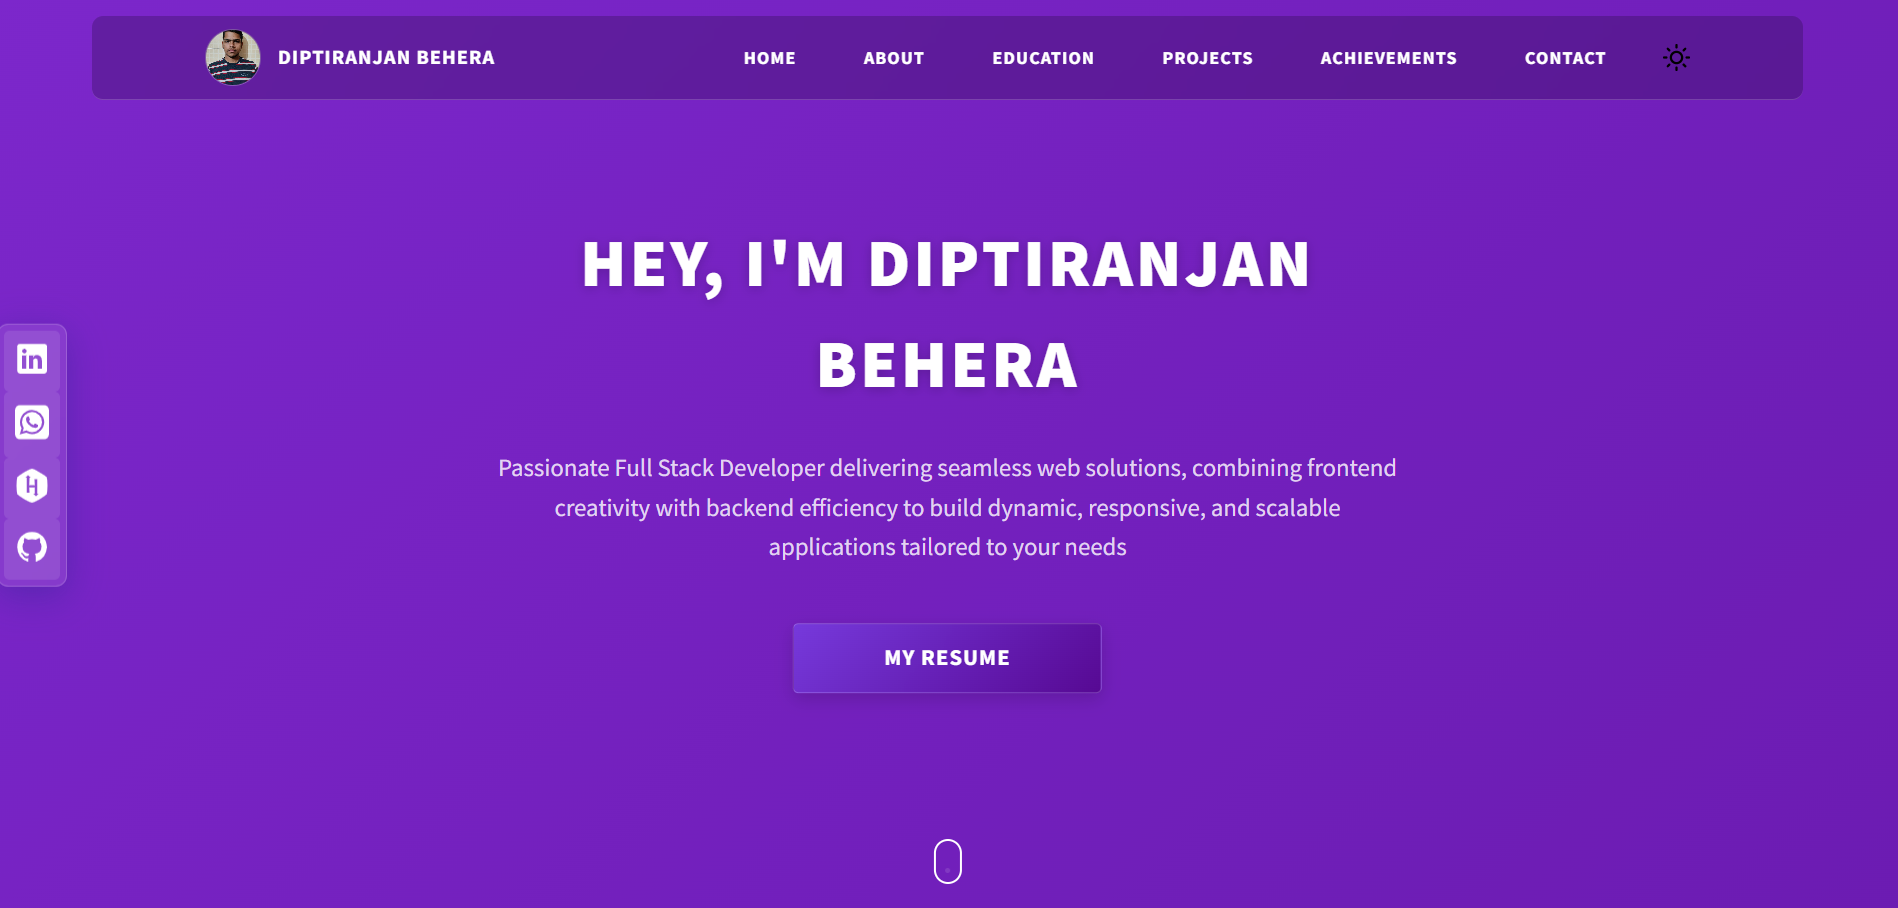 DIPTIRANJAN BEHERA HOME ABOUT EDUCATION PROJECTS ACHIEVEMENTS CONTACT
HEY, I'M DIPTIRANJAN
BEHERA
in
H
Passionate Full Stack Developer delivering seamless web solutions, combining frontend
creativity with backend efficiency to build dynamic, responsive, and scalable
applications tailored to your needs
MY RESUME